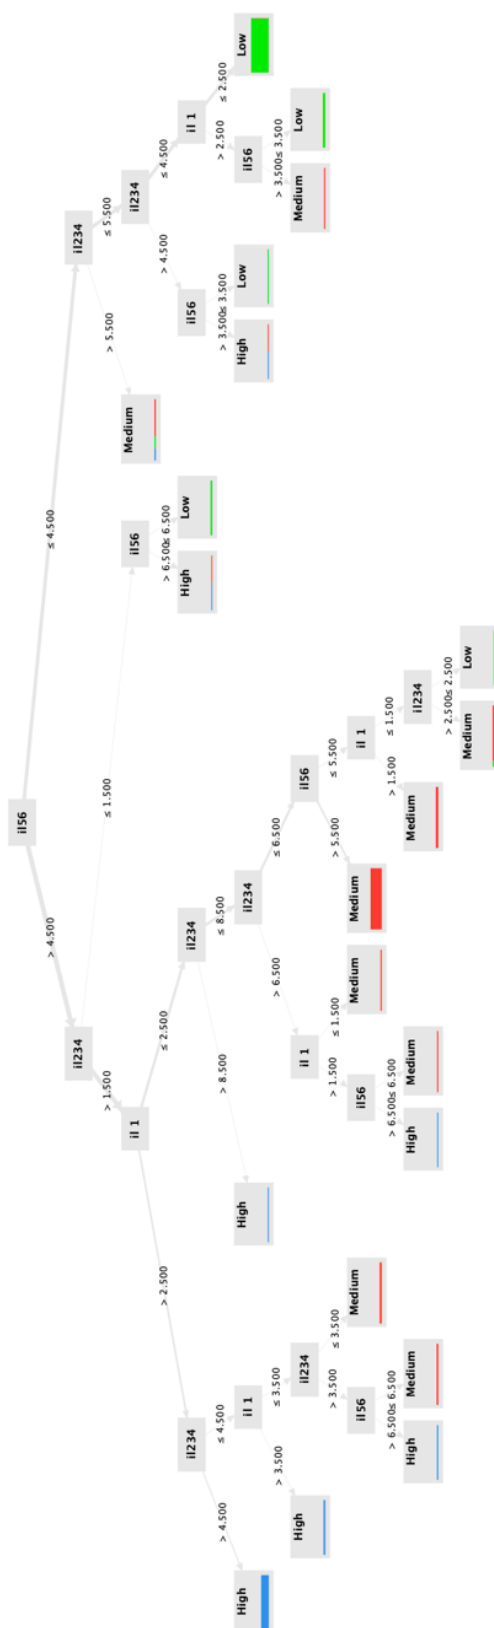 il56
> 4.500 ≤ 4.500
il234 il234
> 1.500 ≤ 1.500 > 5.500 ≤ 5.500
il 1 il56 Medium il234
> 2.500 ≤ 2.500 > 6.500 ≤ 6.500 > 4.500 ≤ 4.500
il234 il234 High Low il56 il 1
> 4.500 ≤ 4.500 > 8.500 ≤ 8.500 > 3.500 ≤ 3.500 > 2.500 ≤ 2.500
High il 1 High il234 High Low il56 Low
> 3.500 ≤ 3.500 > 6.500 ≤ 6.500 > 3.500 ≤ 3.500
High il234 il 1 il56 Medium Low
> 3.500 ≤ 3.500 > 1.500 ≤ 1.500 > 5.500 ≤ 5.500
il56 Medium il56 Medium Medium il 1
> 6.500 ≤ 6.500 > 6.500 ≤ 6.500 > 1.500 ≤ 1.500
High Medium High Medium Medium il234
> 2.500 ≤ 2.500
Medium Low